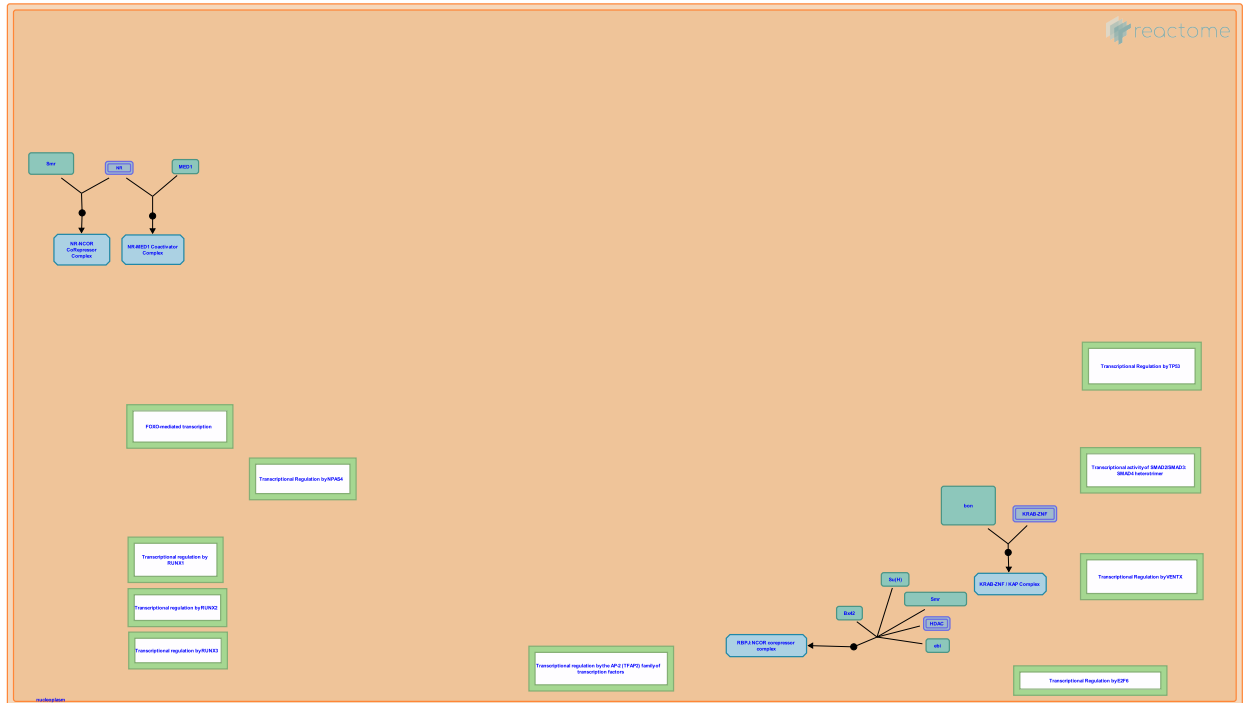 reactome
Smr
NR
MED1
NR-NCOR
CoRepressor
Complex
NR-MED1 Coactivator
Complex
Transcriptional Regulation by TP53
FOXO-mediated transcription
Transcriptional Regulation by NPAS4
Transcriptional activity of SMAD2/SMAD3:
SMAD4 heterotrimer
bon
KRAB-ZNF
Transcriptional regulation by
RUNX1
KRAB-ZNF / KAP Complex
Transcriptional Regulation by VENTX
Su(H)
Smr
Transcriptional regulation by RUNX2
Bx42
HDAC
RBPJ:NCOR corepressor
complex
Transcriptional regulation by RUNX3
Transcriptional regulation by the AP-2 (TFAP2) family of
transcription factors
Transcriptional Regulation by E2F6
nucleoplasm